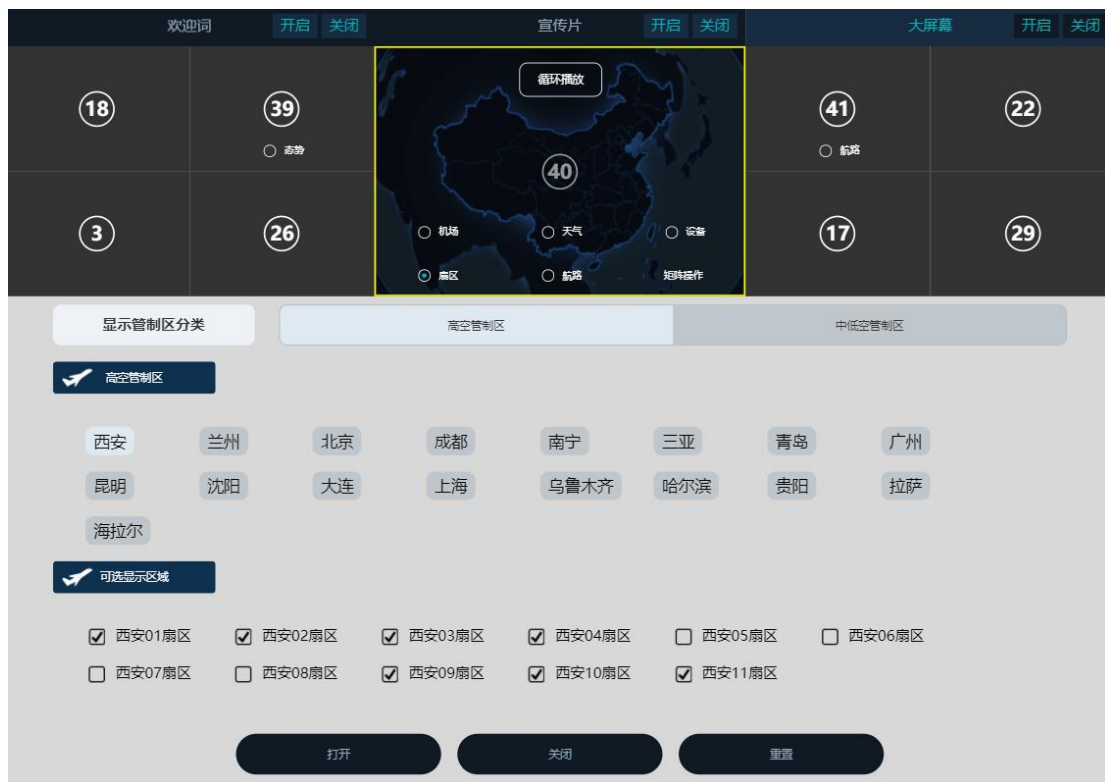 欢迎词 开启 关闭 宣传片 开启 关闭 大屏幕 开启 关闭
循环播放
18 39 40 41 22
态势 航路
3 26 17 29
机场 天气 设备
扇区 航路 矩阵操作
显示管制区分类 高空管制区 中低空管制区
高空管制区
西安 兰州 北京 成都 南宁 三亚 青岛 广州
昆明 沈阳 大连 上海 乌鲁木齐 哈尔滨 贵阳 拉萨
海拉尔
可选显示区域
西安01扇区 西安02扇区 西安03扇区 西安04扇区 西安05扇区 西安06扇区
西安07扇区 西安08扇区 西安09扇区 西安10扇区 西安11扇区
打开 关闭 重置